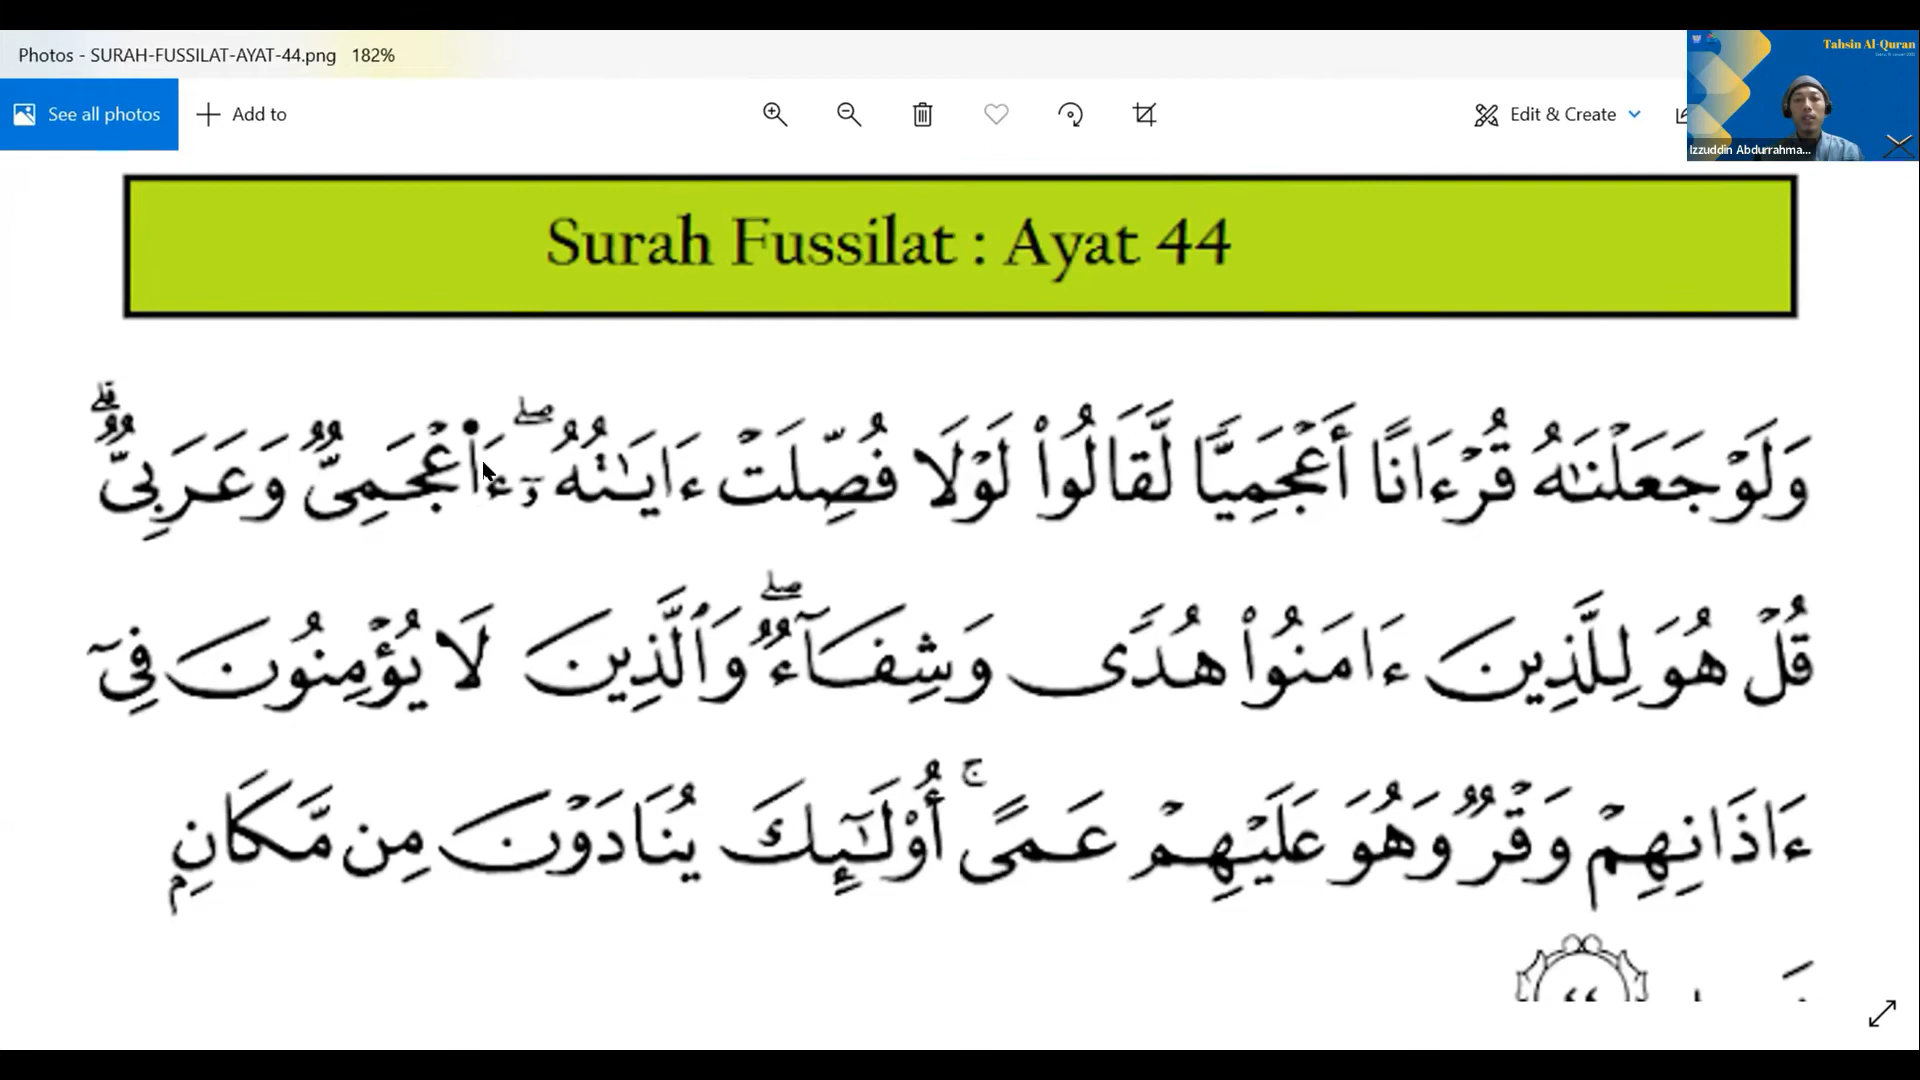 Photos - SURAH-FUSSILAT-AYAT-44.png 182%
See all photos
Add to
Edit & Create
Tahsin Al-Quran
Izzuddin Abdurrahma...
Surah Fussilat : Ayat 44
وَلَوْ جَعَلْنَٰهُ قُرْءَانًا أَعْجَمِيًّا لَّقَالُوا۟ لَوْلَا فُصِّلَتْ ءَايَٰتُهُۥٓ ۖ ءَا۬عْجَمِىٌّ وَعَرَبِىٌّ ۗ
قُلْ هُوَ لِلَّذِينَ ءَامَنُوا۟ هُدًى وَشِفَآءٌ ۖ وَٱلَّذِينَ لَا يُؤْمِنُونَ فِىٓ
ءَاذَانِهِمْ وَقْرٌ وَهُوَ عَلَيْهِمْ عَمًى ۚ أُو۟لَٰٓئِكَ يُنَادَوْنَ مِن مَّكَانٍۭ